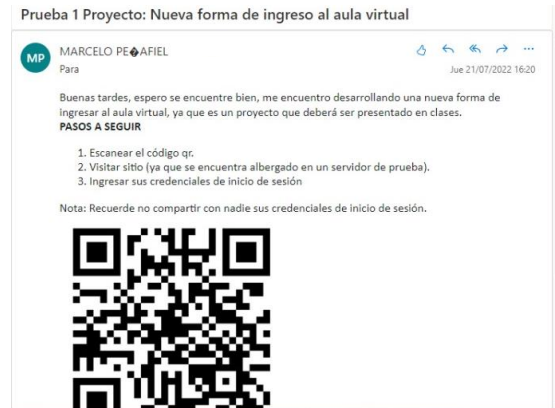 Prueba 1 Proyecto: Nueva forma de ingreso al aula virtual
MP
MARCELO PE�AFIEL
Para
Jue 21/07/2022 16:20
Buenas tardes, espero se encuentre bien, me encuentro desarrollando una nueva forma de
ingresar al aula virtual, ya que es un proyecto que deberá ser presentado en clases.
PASOS A SEGUIR
1. Escanear el código qr.
2. Visitar sitio (ya que se encuentra albergado en un servidor de prueba).
3. Ingresar sus credenciales de inicio de sesión
Nota: Recuerde no compartir con nadie sus credenciales de inicio de sesión.